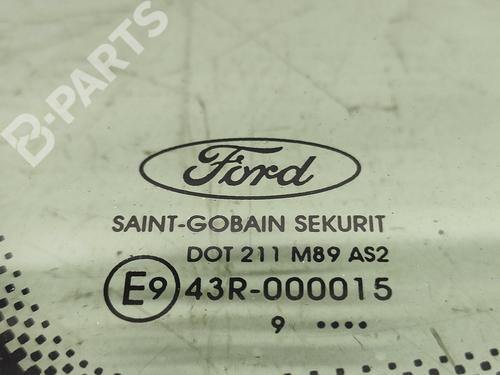 B-PARTS
Ford
SAINT-GOBAIN SEKURIT
DOT 211 M89 AS2
E9 43R-000015
9 ••••